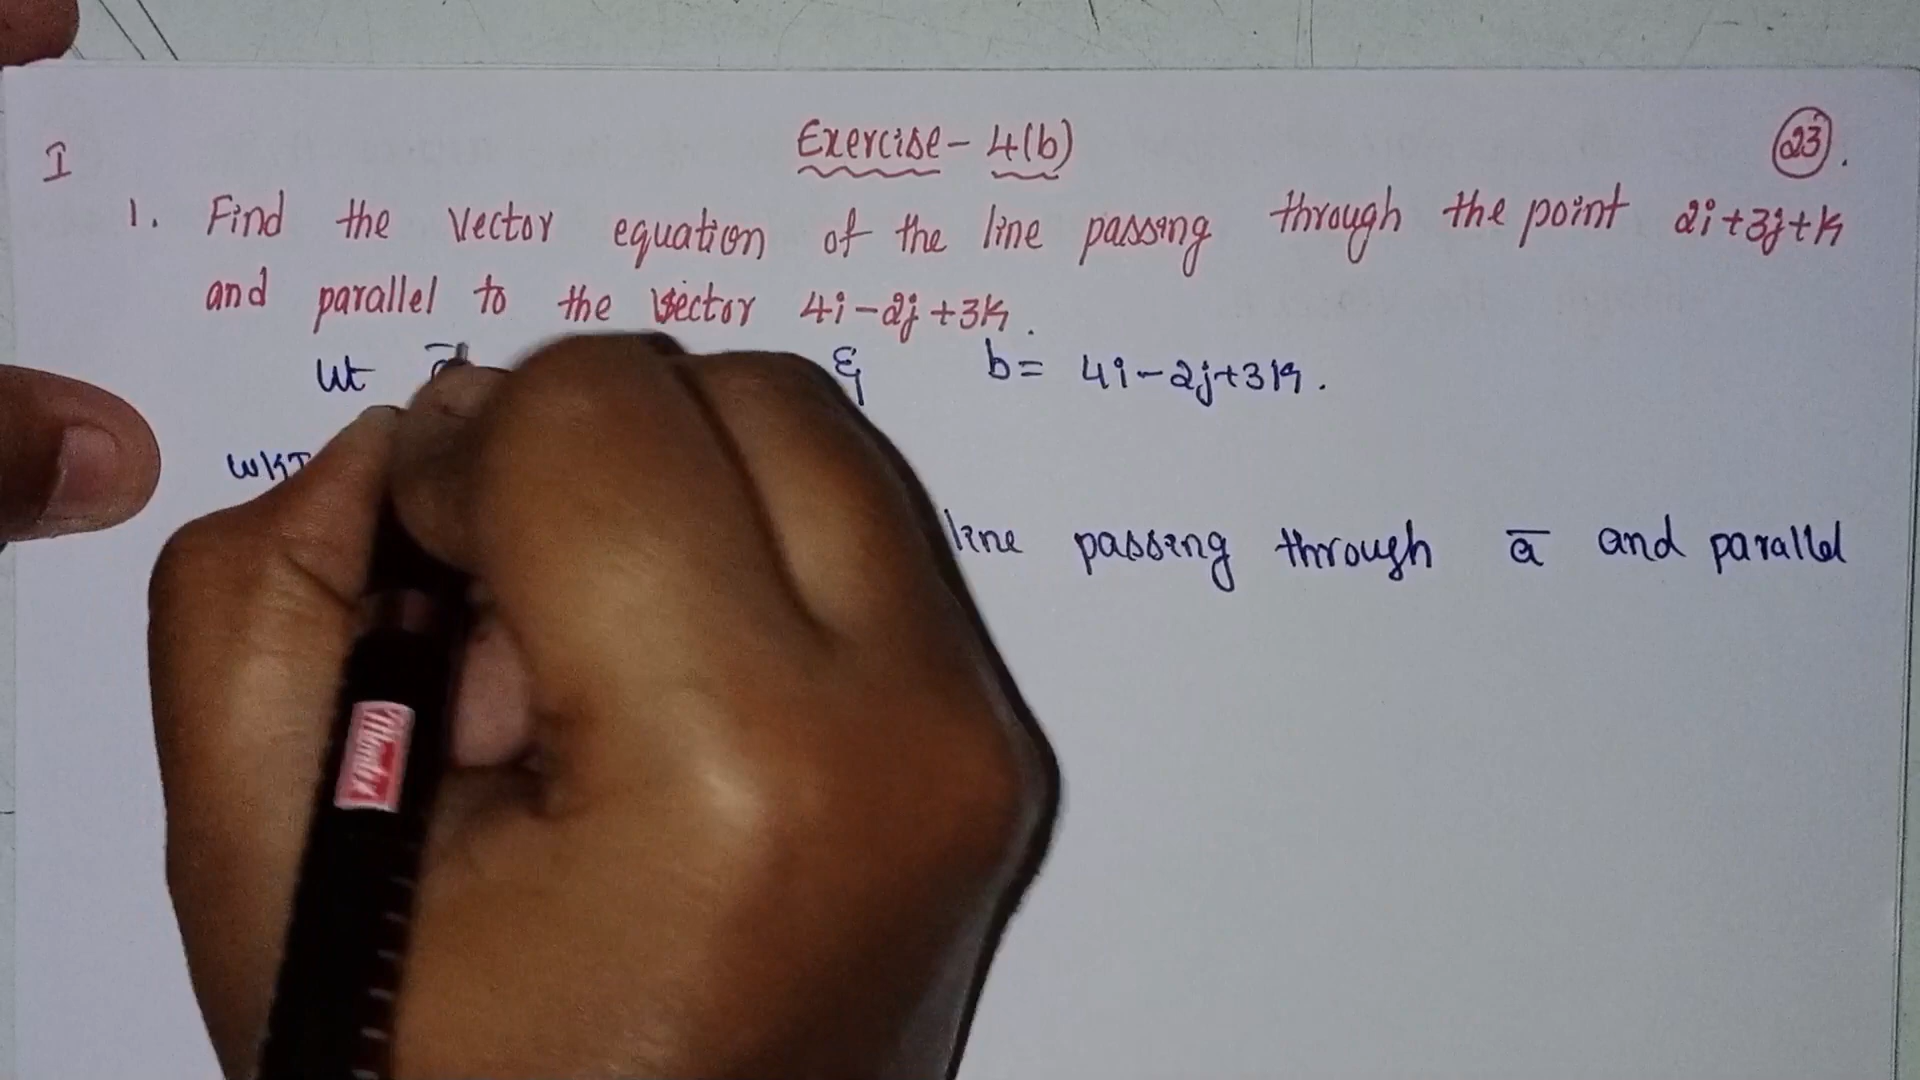 Exercise - 4(b)
23.
I
1. Find the vector equation of the line passing through the point 2i+3j+k
and parallel to the vector 4i-2j+3k.
let a̅ & b= 4i-2j+3k.
WKT
line passing through a̅ and parallel